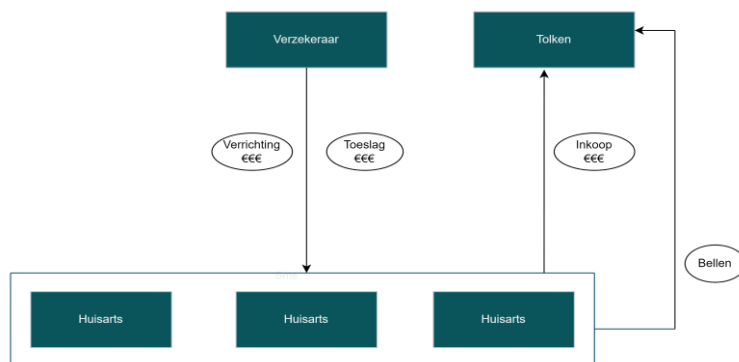 Verzekeraar
Tolken
Verrichting
€€€
Toeslag
€€€
Inkoop
€€€
Bellen
Huisarts
Huisarts
Huisarts